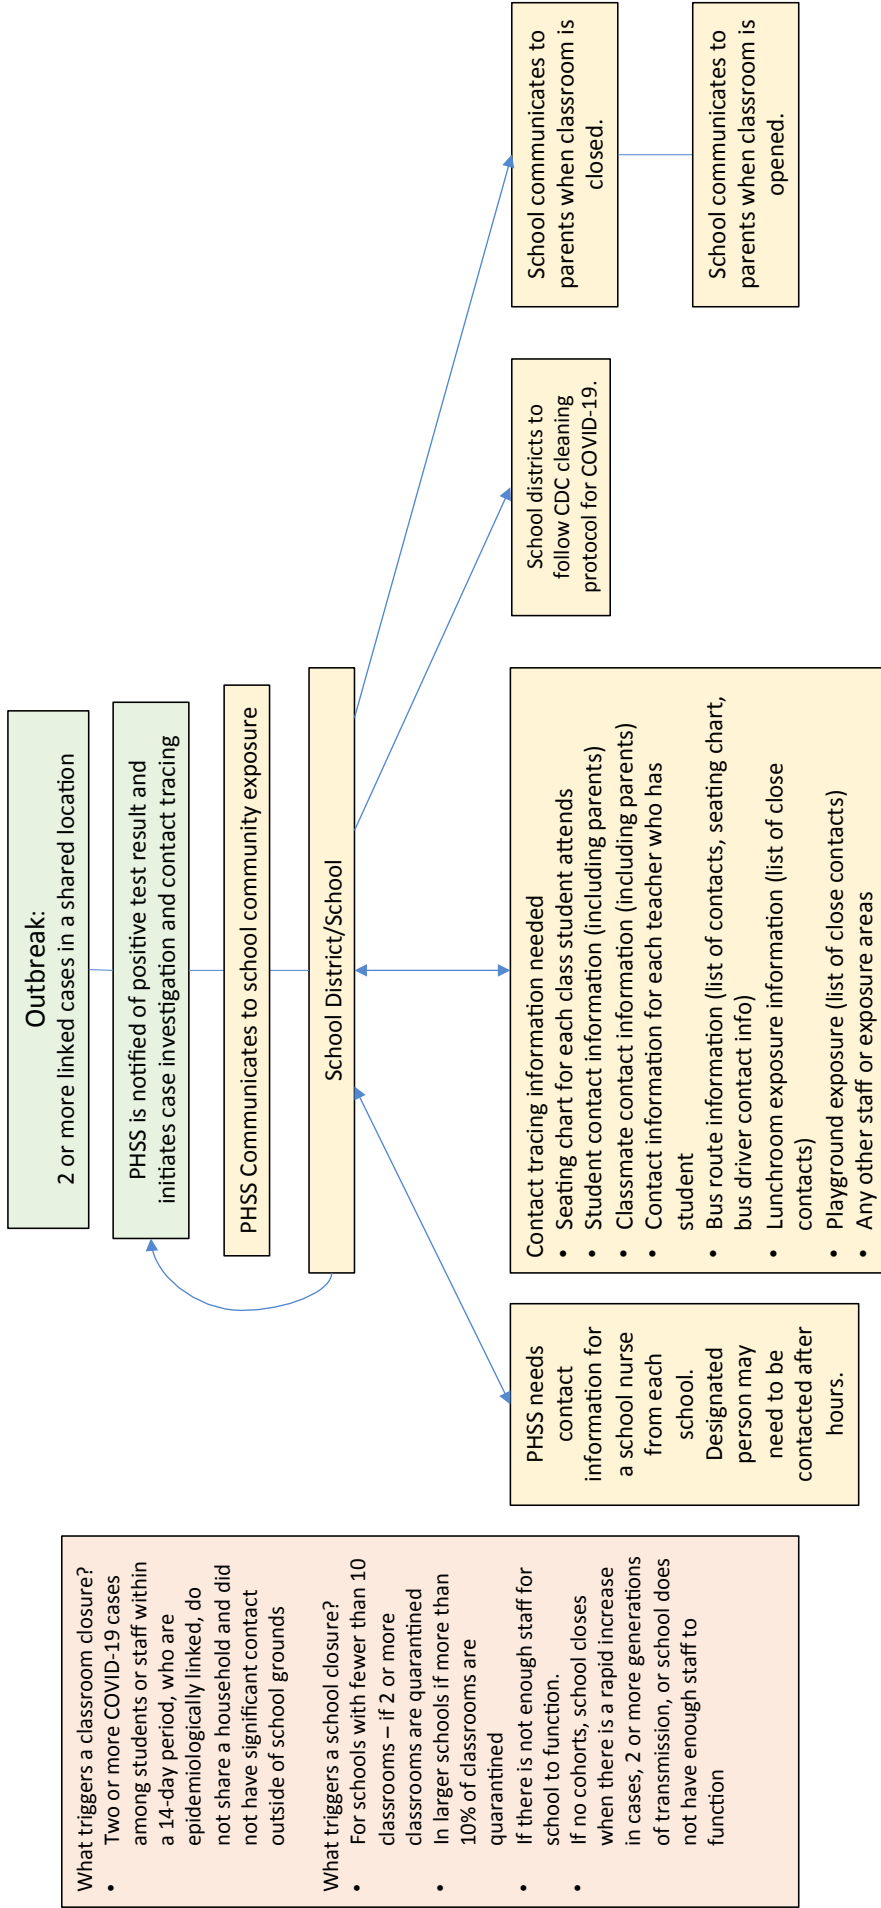 Outbreak:
2 or more linked cases in a shared location
PHSS is notified of positive test result and
initiates case investigation and contact tracing
PHSS Communicates to school community exposure
School District/School
What triggers a classroom closure?
• Two or more COVID-19 cases
among students or staff within
a 14-day period, who are
epidemiologically linked, do
not share a household and did
not have significant contact
outside of school grounds
What triggers a school closure?
• For schools with fewer than 10
classrooms – if 2 or more
classrooms are quarantined
• In larger schools if more than
10% of classrooms are
quarantined
• If there is not enough staff for
school to function.
• If no cohorts, school closes
when there is a rapid increase
in cases, 2 or more generations
of transmission, or school does
not have enough staff to
function
PHSS needs
contact
information for
a school nurse
from each
school.
Designated
person may
need to be
contacted after
hours.
Contact tracing information needed
• Seating chart for each class student attends
• Student contact information (including parents)
• Classmate contact information (including parents)
• Contact information for each teacher who has
student
• Bus route information (list of contacts, seating chart,
bus driver contact info)
• Lunchroom exposure information (list of close
contacts)
• Playground exposure (list of close contacts)
• Any other staff or exposure areas
School districts to
follow CDC cleaning
protocol for COVID-19.
School communicates to
parents when classroom is
closed.
School communicates to
parents when classroom is
opened.